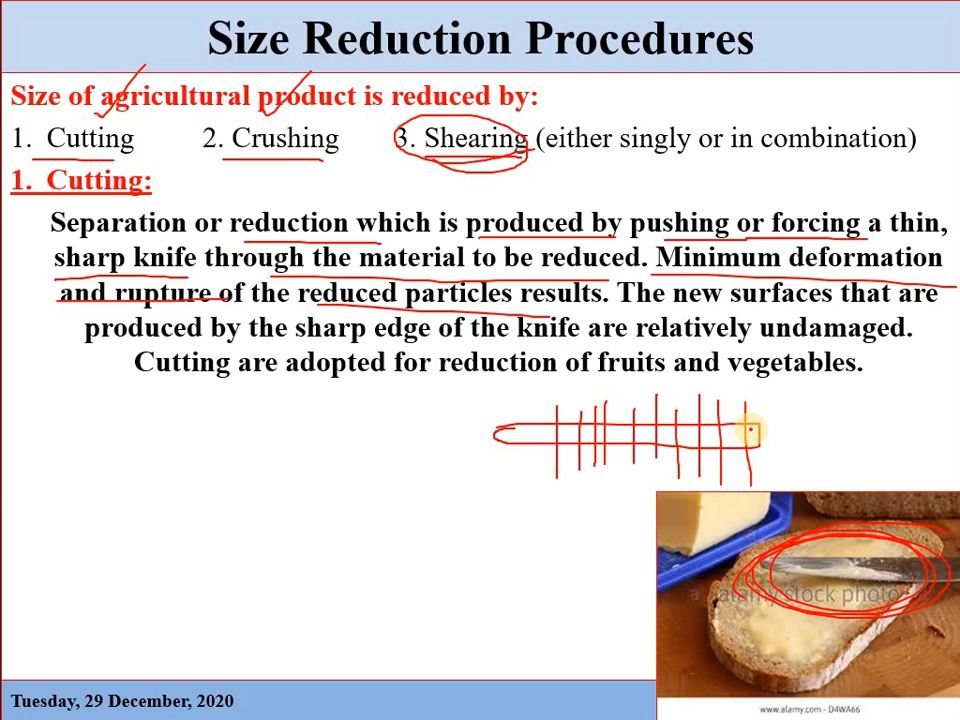 Size Reduction Procedures
Size of agricultural product is reduced by:
1. Cutting 2. Crushing 3. Shearing (either singly or in combination)
1. Cutting:
Separation or reduction which is produced by pushing or forcing a thin,
sharp knife through the material to be reduced. Minimum deformation
and rupture of the reduced particles results. The new surfaces that are
produced by the sharp edge of the knife are relatively undamaged.
Cutting are adopted for reduction of fruits and vegetables.
a alamy stock photo
Tuesday, 29 December, 2020
www.alamy.com - D4WA66